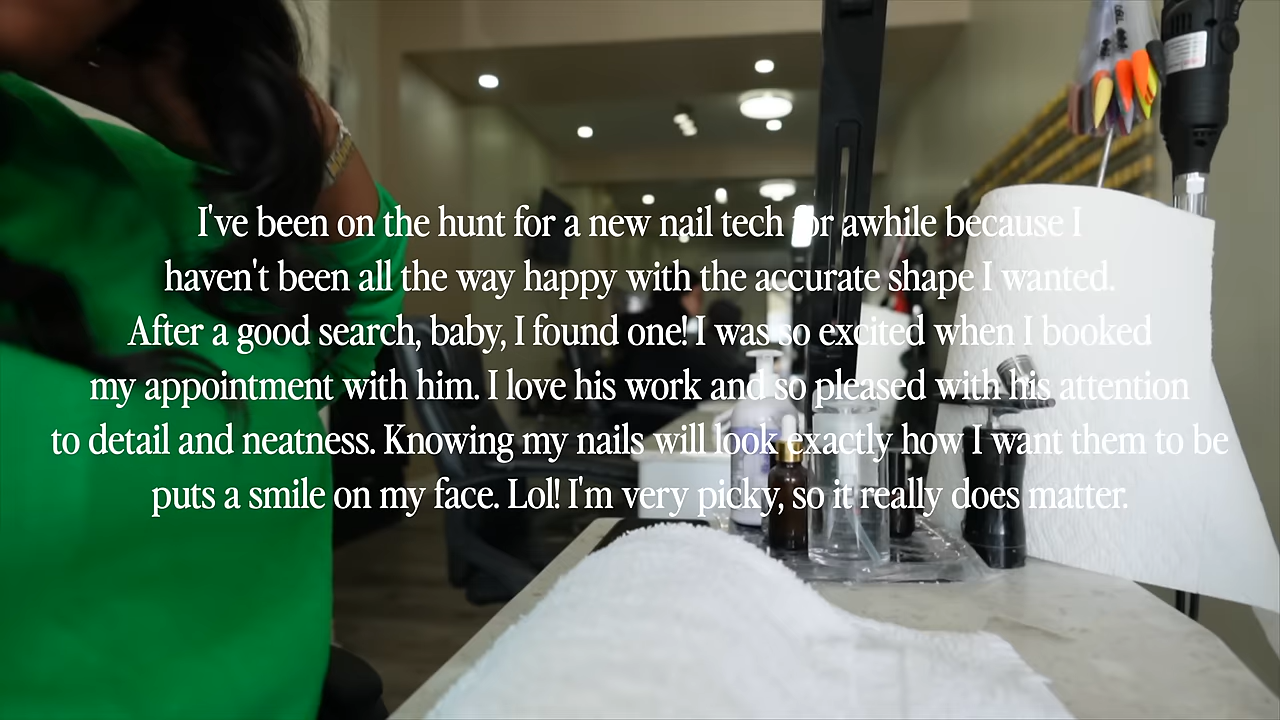 I've been on the hunt for a new nail tech for awhile because I
haven't been all the way happy with the accurate shape I wanted.
After a good search, baby, I found one! I was so excited when I booked
my appointment with him. I love his work and so pleased with his attention
to detail and neatness. Knowing my nails will look exactly how I want them to be
puts a smile on my face. Lol! I'm very picky, so it really does matter.